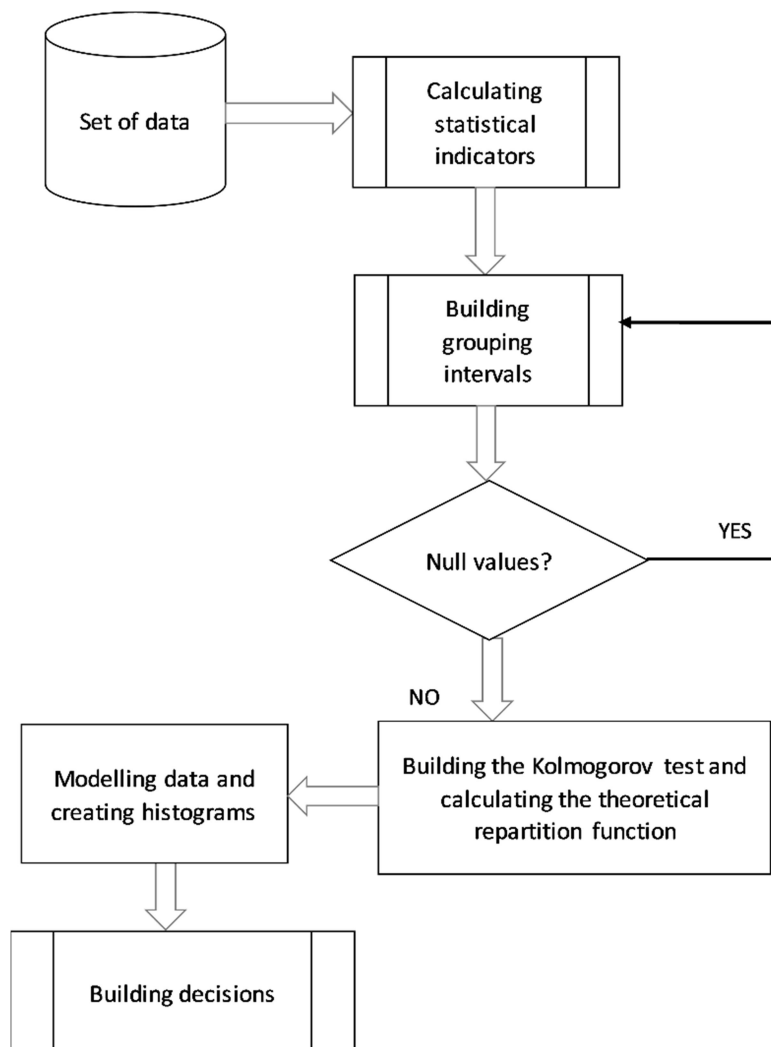 Set of data
Calculating
statistical
indicators
Building
grouping
intervals
Null values?
YES
NO
Building the Kolmogorov test and
calculating the theoretical
repartition function
Modelling data and
creating histograms
Building decisions